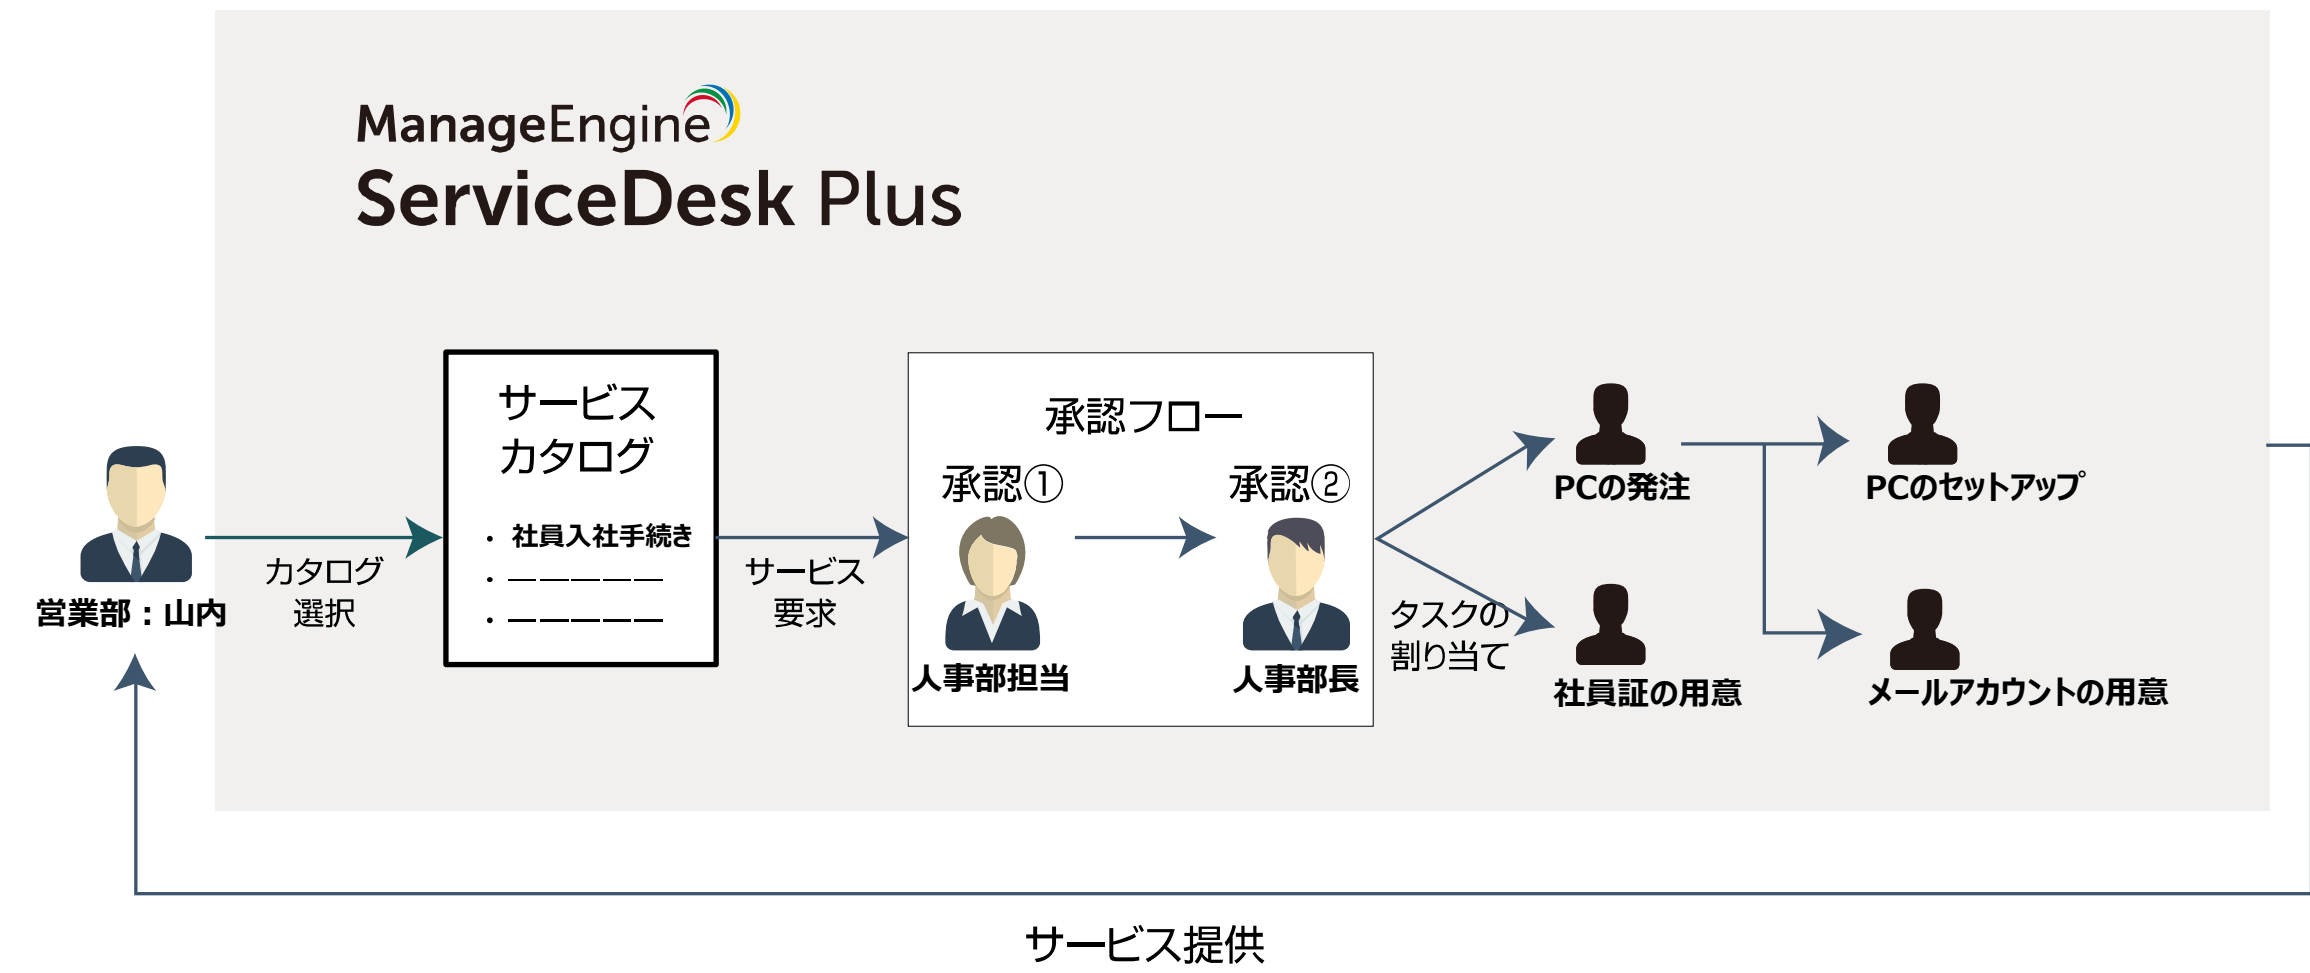 ManageEngine
ServiceDesk Plus
営業部：山内
カタログ
選択
サービス
カタログ
・社員入社手続き
サービス
要求
承認フロー
承認①
人事部担当
承認②
人事部長
タスクの
割り当て
PCの発注
PCのセットアップ
社員証の用意
メールアカウントの用意
サービス提供